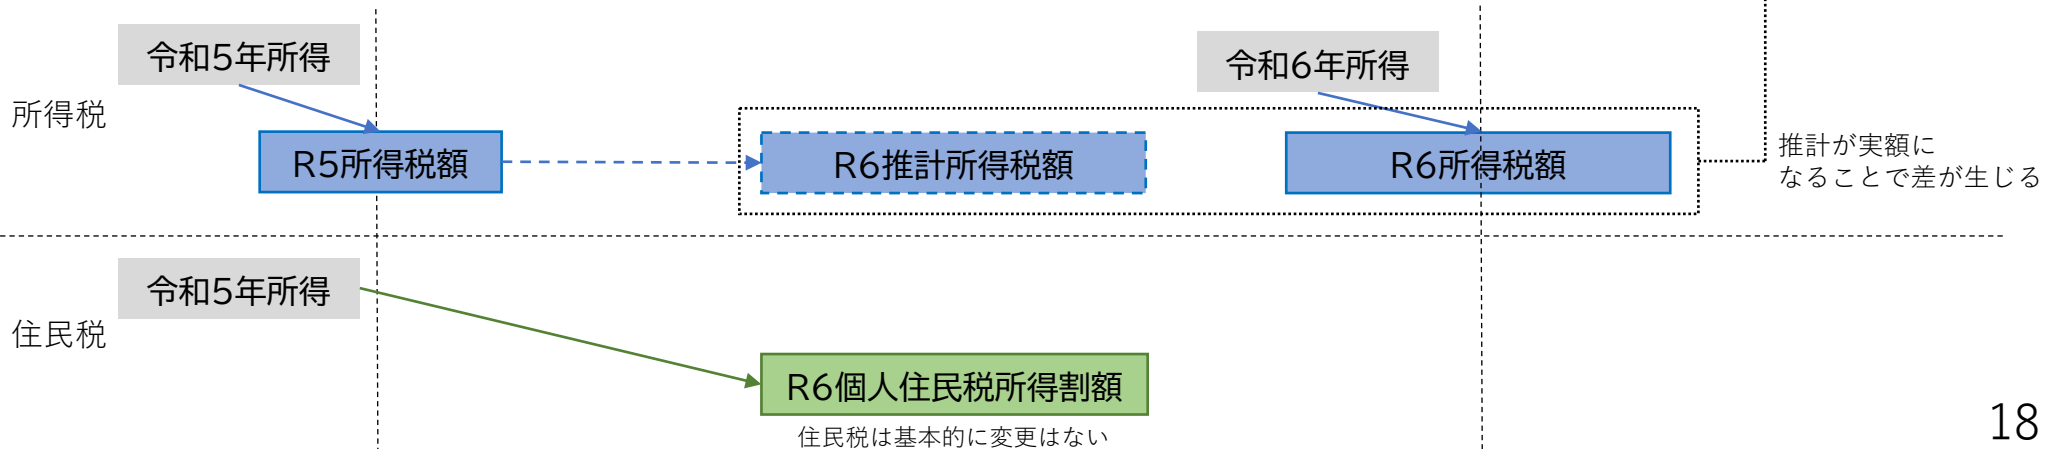 令和5年所得
令和6年所得
所得税
R5所得税額
R6推計所得税額
R6所得税額
推計が実額に
なることで差が生じる
令和5年所得
住民税
R6個人住民税所得割額
住民税は基本的に変更はない
18